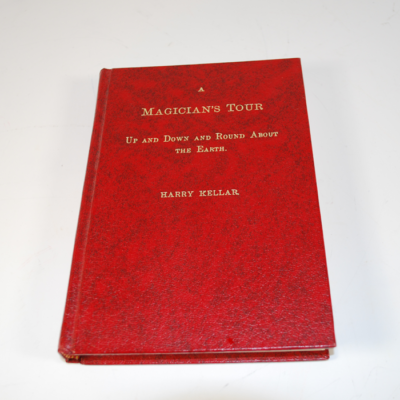 A
MAGICIAN'S TOUR
UP AND DOWN AND ROUND ABOUT
THE EARTH.
HARRY KELLAR